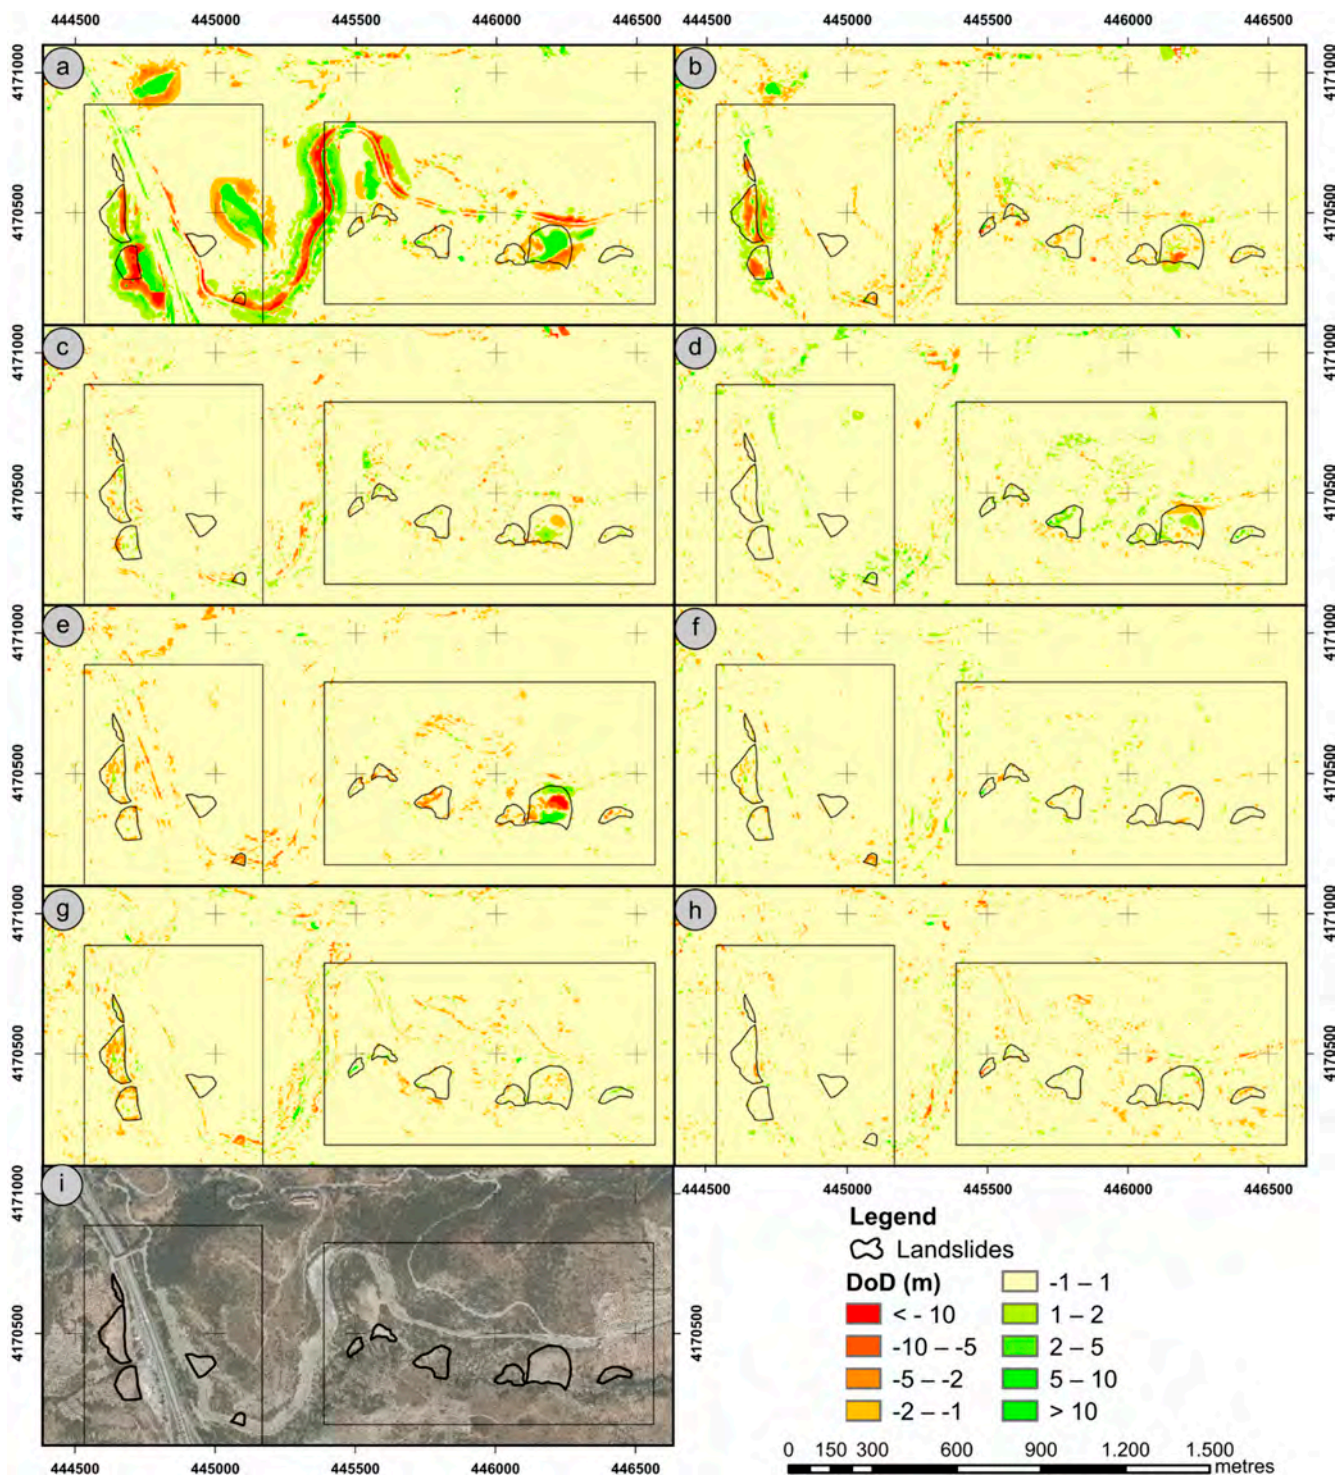 444500 445000 445500 446000 446500 444500 445000 445500 446000 446500
a b
4171000 4171000
4170500 4170500
c d
4171000 4171000
4170500 4170500
e f
4171000 4171000
4170500 4170500
g h
4171000 4171000
4170500 4170500
i
4171000
444500 445000 445500 446000 446500
Legend
Landslides
DoD (m) -1 – 1
< - 10 1 – 2
-10 – -5 2 – 5
4170500 4170500
-5 – -2 5 – 10
-2 – -1 > 10
0 150 300 600 900 1.200 1.500
metres
444500 445000 445500 446000 446500